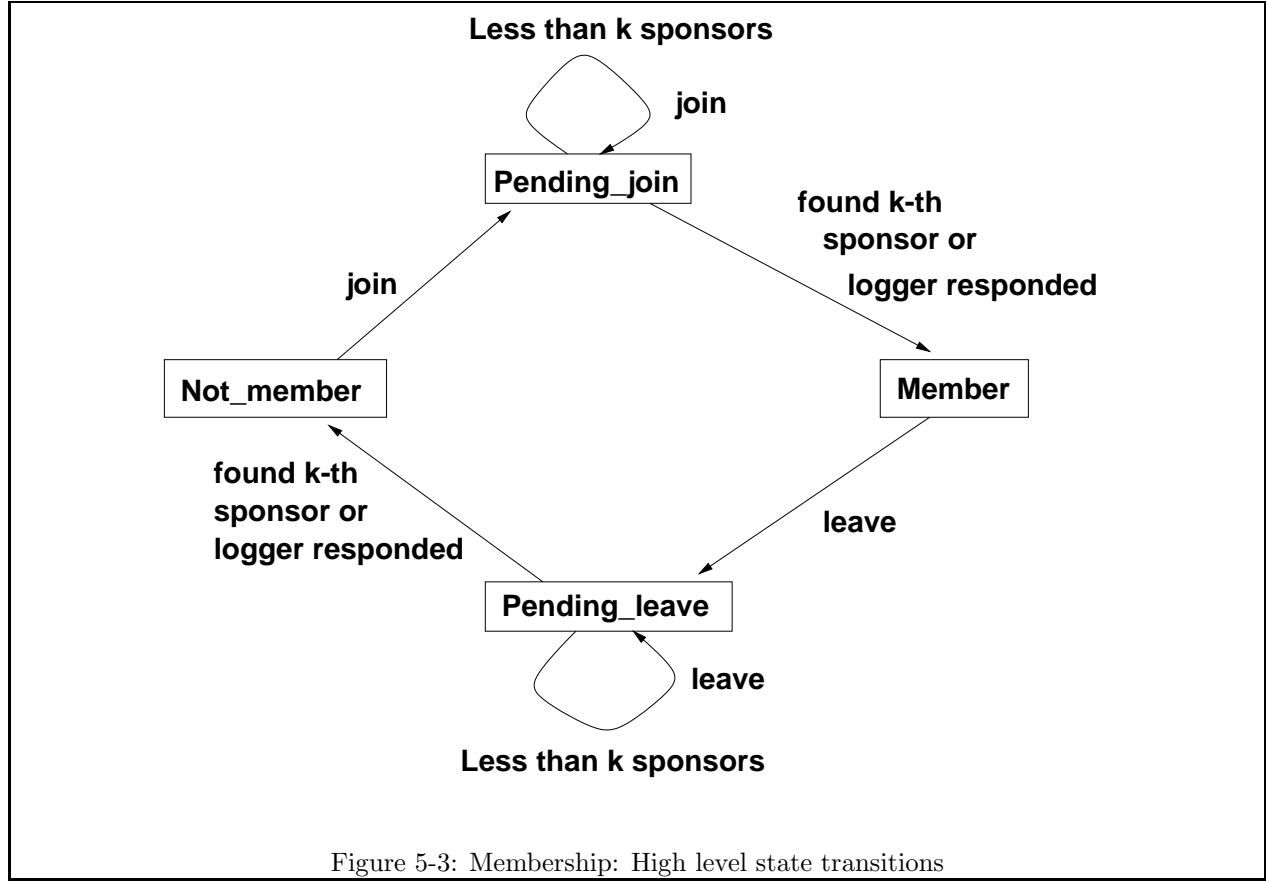 Less than k sponsors
join
Pending_join
found k-th
sponsor or
logger responded
join
Not_member
Member
found k-th
sponsor or
logger responded
leave
Pending_leave
leave
Less than k sponsors
Figure 5-3: Membership: High level state transitions